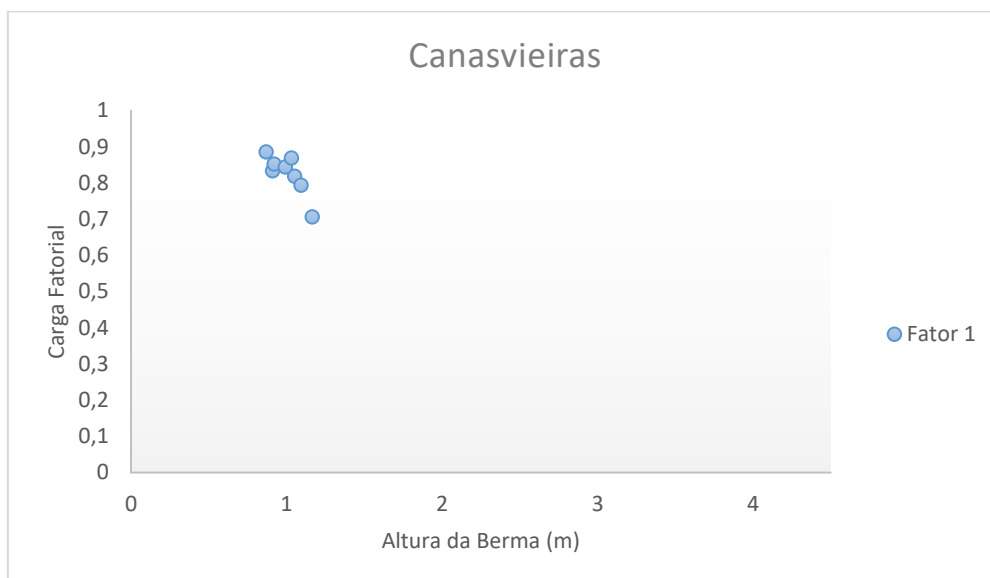 Canasvieiras
1
0,9
0,8
0,7
0,6
0,5
0,4
0,3
0,2
0,1
0
Carga Fatorial
0 1 2 3 4
Altura da Berma (m)
Fator 1